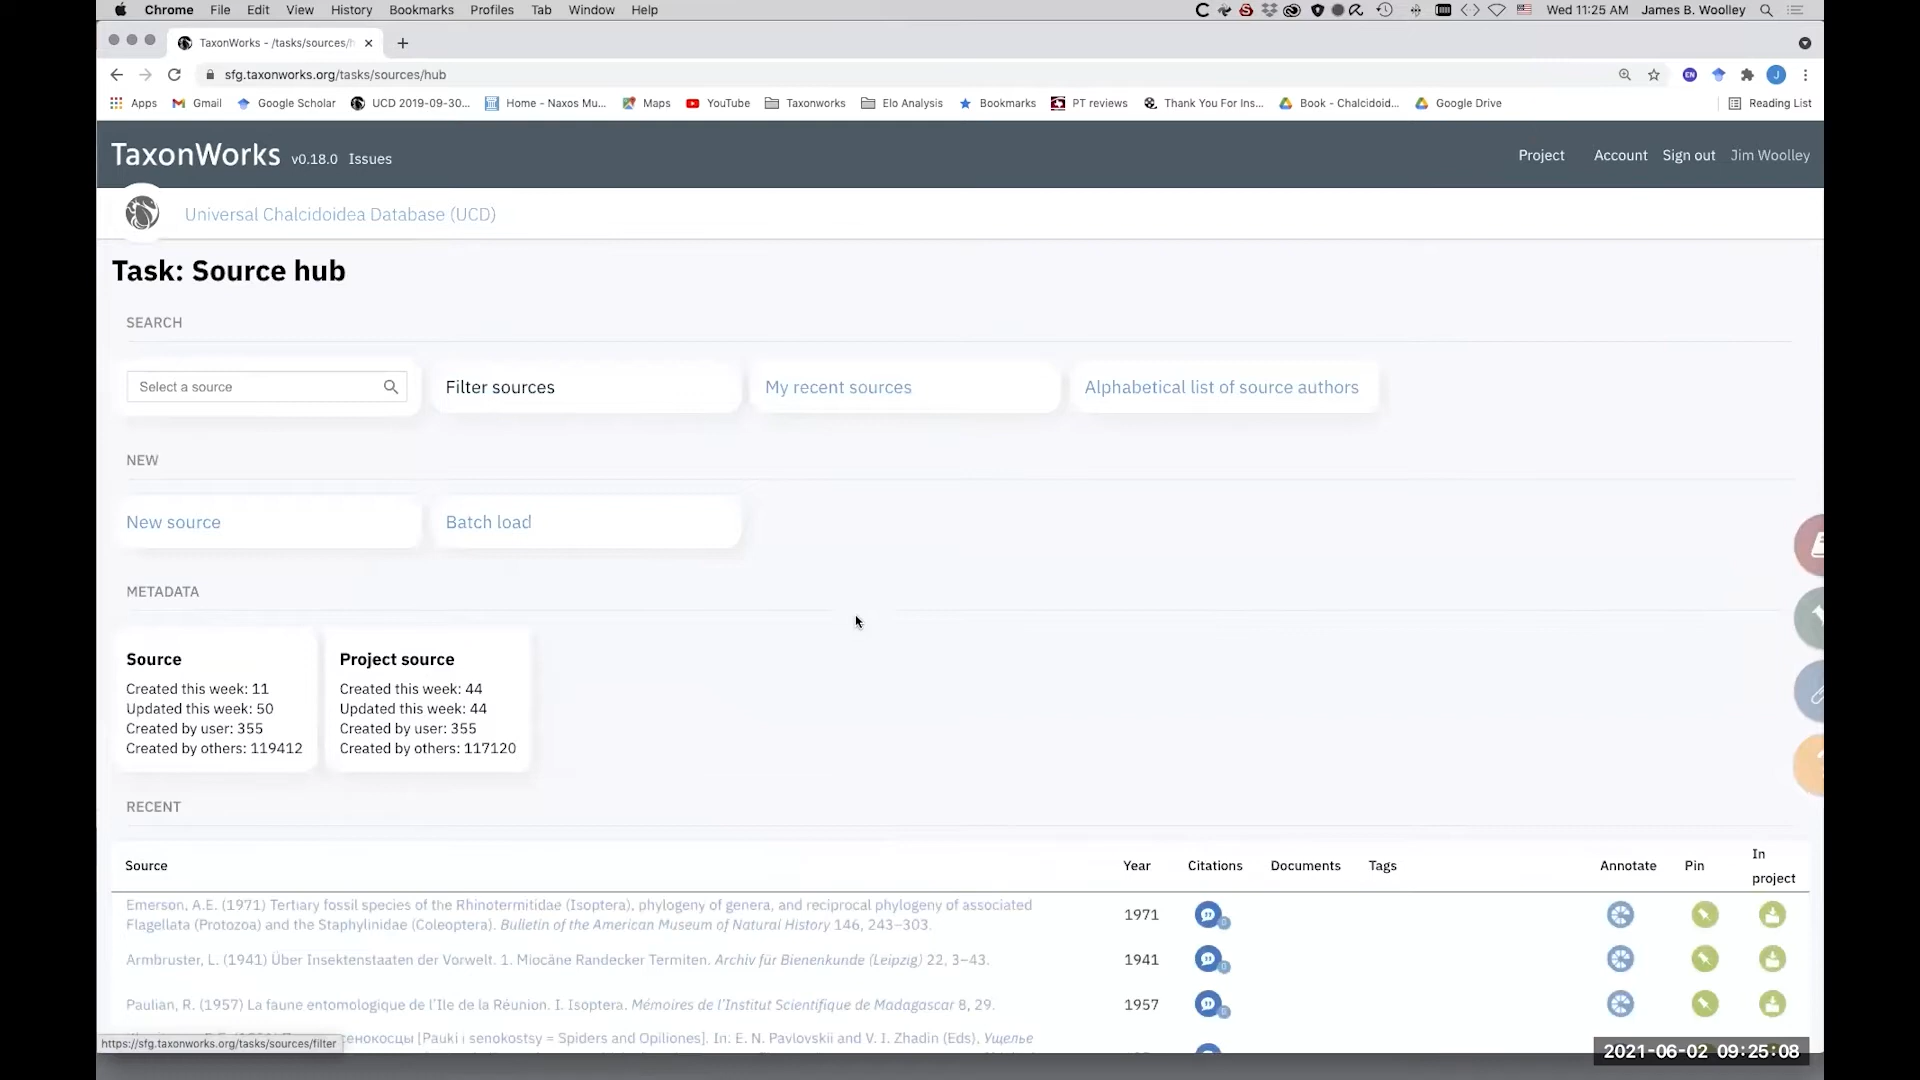 Chrome File Edit View History Bookmarks Profiles Tab Window Help Wed 11:25 AM James B. Woolley
TaxonWorks - /tasks/sources/h
sfg.taxonworks.org/tasks/sources/hub
Apps Gmail Google Scholar UCD 2019-09-30... Home - Naxos Mu... Maps YouTube Taxonworks Elo Analysis Bookmarks PT reviews Thank You For Ins... Book - Chalcidoid... Google Drive Reading List
TaxonWorks v0.18.0 Issues Project Account Sign out Jim Woolley
Universal Chalcidoidea Database (UCD)
Task: Source hub
SEARCH
Select a source Filter sources My recent sources Alphabetical list of source authors
NEW
New source Batch load
METADATA
Source
Created this week: 11
Updated this week: 50
Created by user: 355
Created by others: 119412
Project source
Created this week: 44
Updated this week: 44
Created by user: 355
Created by others: 117120
RECENT
Source Year Citations Documents Tags Annotate Pin In project
Emerson, A.E. (1971) Tertiary fossil species of the Rhinotermitidae (Isoptera), phylogeny of genera, and reciprocal phylogeny of associated
Flagellata (Protozoa) and the Staphylinidae (Coleoptera). Bulletin of the American Museum of Natural History 146, 243–303. 1971
Armbruster, L. (1941) Über Insektenstaaten der Vorwelt. 1. Miocäne Randecker Termiten. Archiv für Bienenkunde (Leipzig) 22, 3–43. 1941
Paulian, R. (1957) La faune entomologique de l'Ile de la Réunion. I. Isoptera. Mémoires de l'Institut Scientifique de Madagascar 8, 29. 1957
[Pauki i senokostsy = Spiders and Opiliones]. In: E. N. Pavlovskii and V. I. Zhadin (Eds), Ущелье
https://sfg.taxonworks.org/tasks/sources/filter
2021-06-02 09:25:08